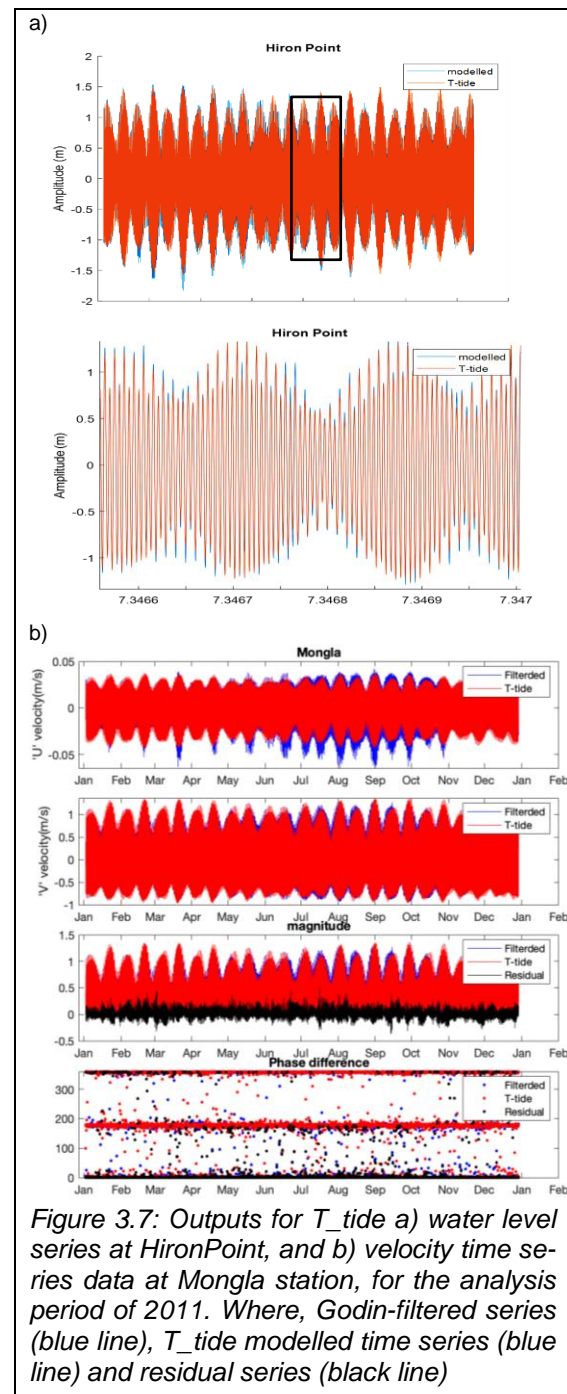 a)
Hiron Point
modelled
T-tide
2
1.5
1
0.5
0
-0.5
-1
-1.5
-2
Amplitude (m)
Hiron Point
modelled
T-tide
1
0.5
0
-0.5
-1
Amplitude (m)
7.3466 7.3467 7.3468 7.3469 7.347
b)
Mongla
Filterded
T-tide
0.05
0
-0.05
'U' velocity(m/s)
Jan Feb Mar Apr May Jun Jul Aug Sep Oct Nov Dec Jan Feb
Filterded
T-tide
1
0.5
0
-0.5
-1
'V' velocity(m/s)
Jan Feb Mar Apr May Jun Jul Aug Sep Oct Nov Dec Jan Feb
magnitude
Filterded
T-tide
Residual
1.5
1
0.5
0
-0.5
Jan Feb Mar Apr May Jun Jul Aug Sep Oct Nov Dec Jan Feb
Phase difference
Filterded
T-tide
Residual
300
200
100
0
Jan Feb Mar Apr May Jun Jul Aug Sep Oct Nov Dec Jan Feb
Figure 3.7: Outputs for T_tide a) water level
series at HironPoint, and b) velocity time se-
ries data at Mongla station, for the analysis
period of 2011. Where, Godin-filtered series
(blue line), T_tide modelled time series (blue
line) and residual series (black line)